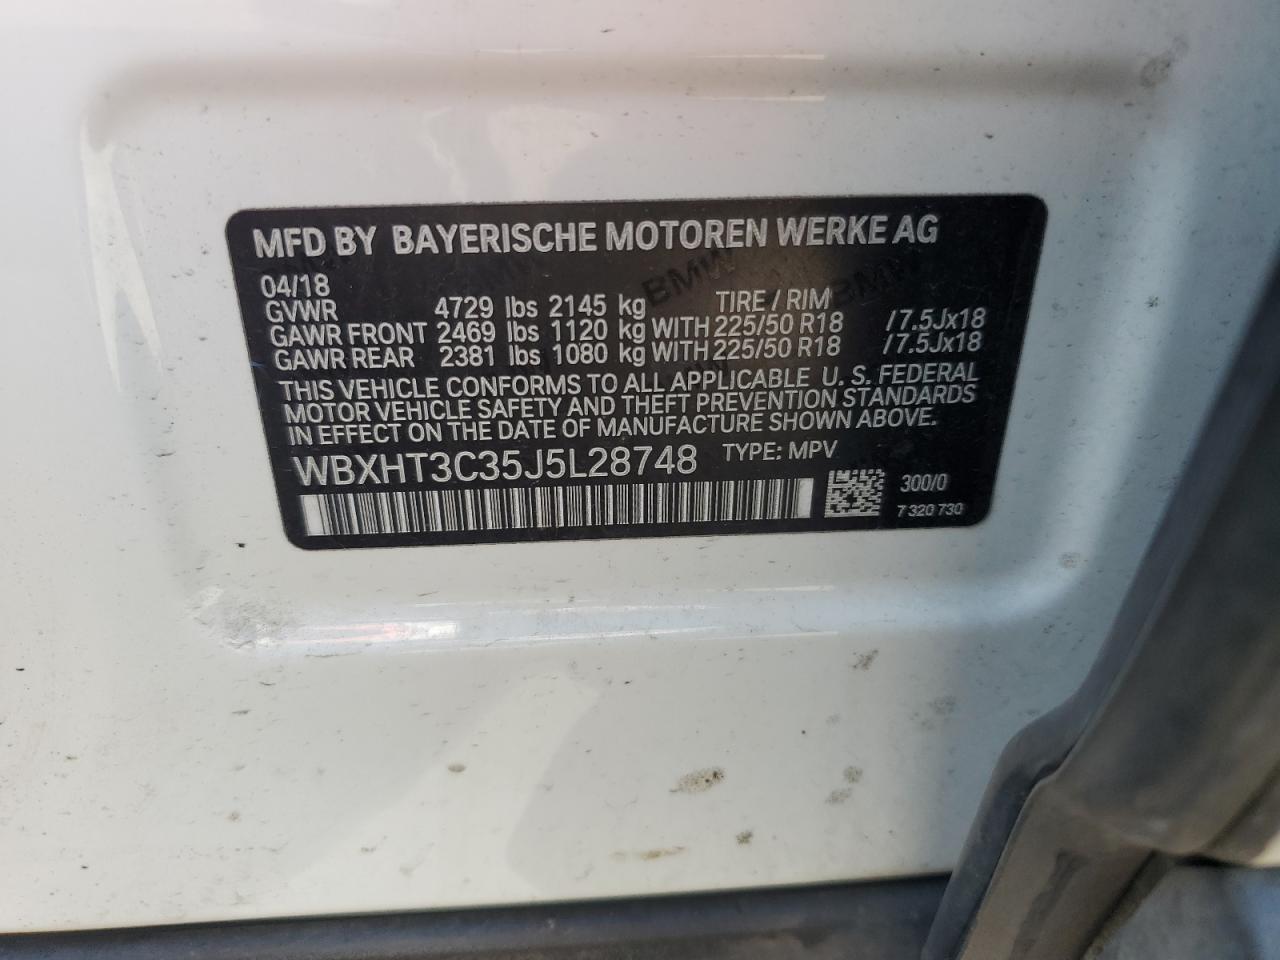 MFD BY BAYERISCHE MOTOREN WERKE AG
04/18
GVWR 4729 lbs 2145 kg TIRE / RIM
GAWR FRONT 2469 lbs 1120 kg WITH 225/50 R18 /7.5Jx18
GAWR REAR 2381 lbs 1080 kg WITH 225/50 R18 /7.5Jx18
THIS VEHICLE CONFORMS TO ALL APPLICABLE U. S. FEDERAL
MOTOR VEHICLE SAFETY AND THEFT PREVENTION STANDARDS
IN EFFECT ON THE DATE OF MANUFACTURE SHOWN ABOVE.
WBXHT3C35J5L28748 TYPE: MPV
300/0
7 320 730
BMW
BMW